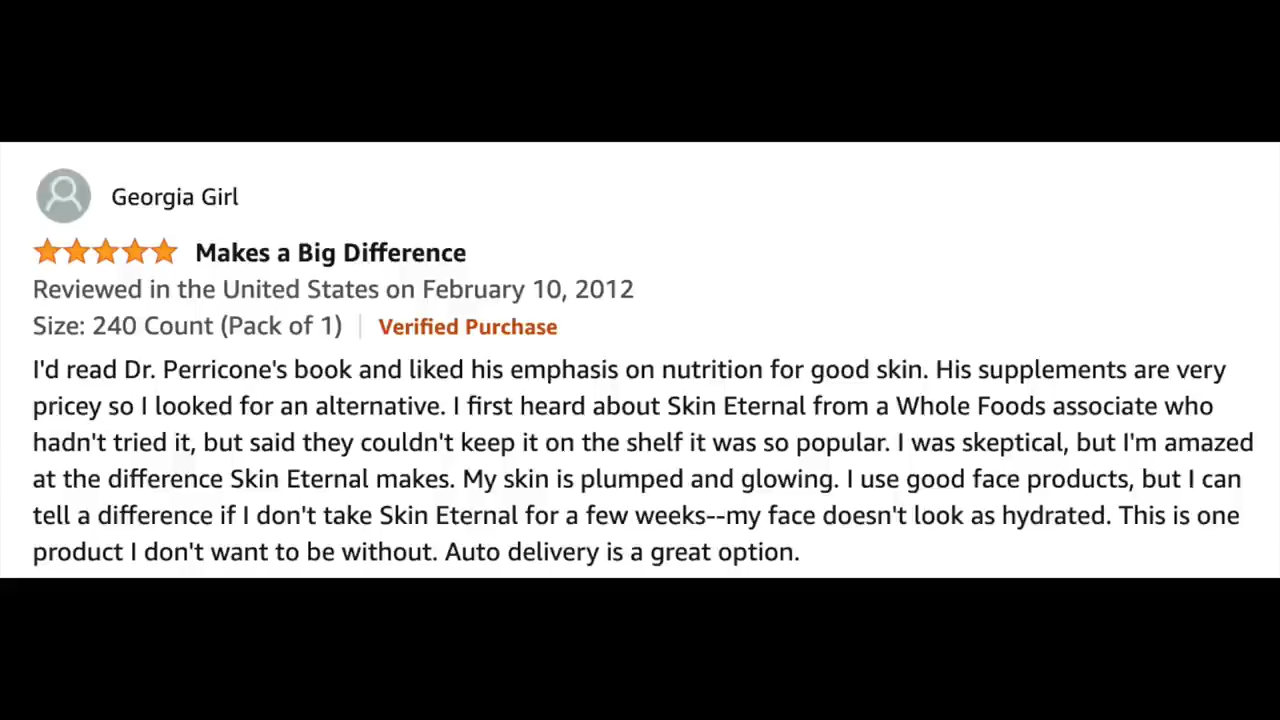 Georgia Girl
Makes a Big Difference
Reviewed in the United States on February 10, 2012
Size: 240 Count (Pack of 1) | Verified Purchase
I'd read Dr. Perricone's book and liked his emphasis on nutrition for good skin. His supplements are very
pricey so I looked for an alternative. I first heard about Skin Eternal from a Whole Foods associate who
hadn't tried it, but said they couldn't keep it on the shelf it was so popular. I was skeptical, but I'm amazed
at the difference Skin Eternal makes. My skin is plumped and glowing. I use good face products, but I can
tell a difference if I don't take Skin Eternal for a few weeks--my face doesn't look as hydrated. This is one
product I don't want to be without. Auto delivery is a great option.